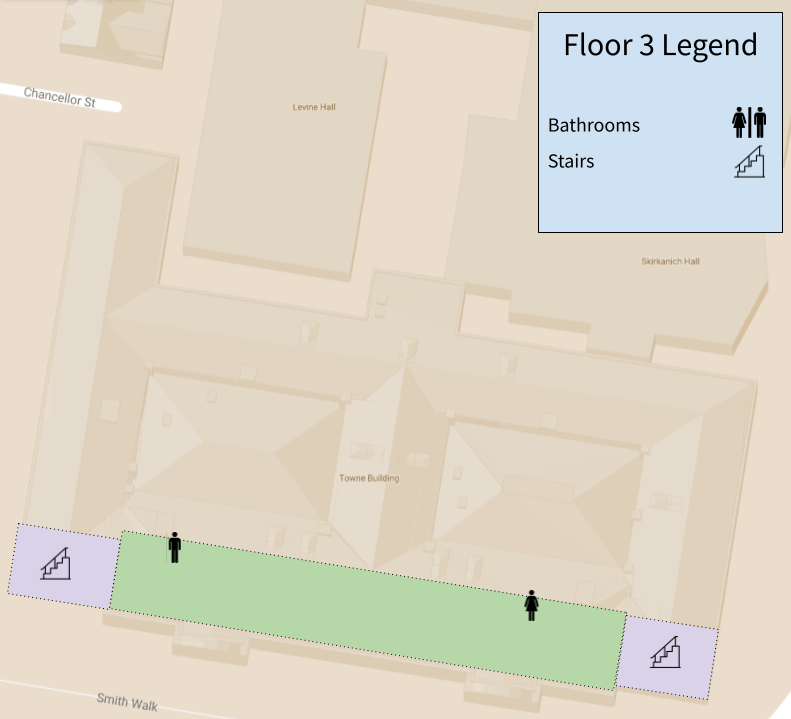 Floor 3 Legend
Bathrooms
Stairs
Chancellor St
Levine Hall
Skirkanich Hall
Towne Building
Smith Walk